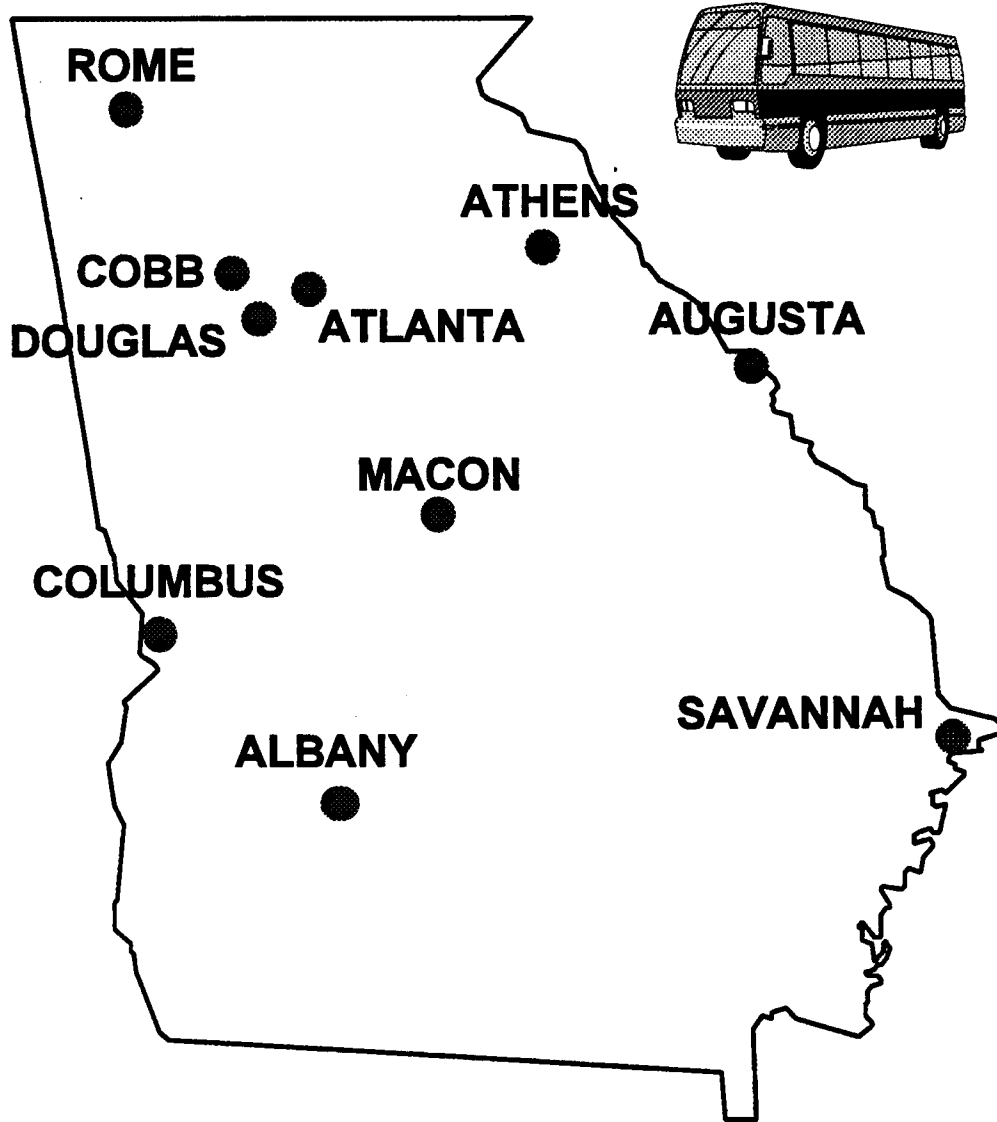 ROME
ATHENS
COBB
DOUGLAS
ATLANTA
AUGUSTA
MACON
COLUMBUS
SAVANNAH
ALBANY